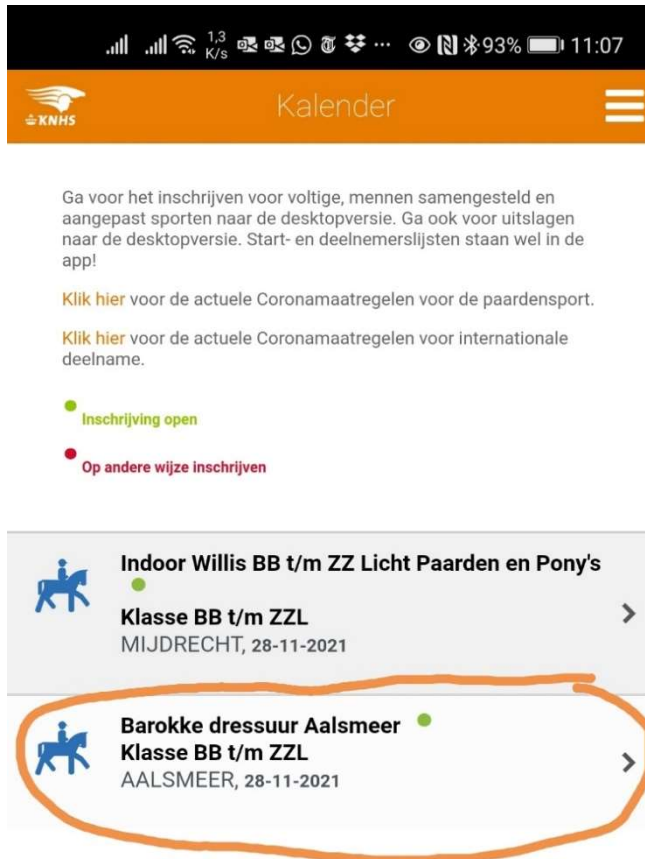 1,3
K/s
93%
11:07
KNHS
Kalender
Ga voor het inschrijven voor voltige, mennen samengesteld en
aangepast sporten naar de desktopversie. Ga ook voor uitslagen
naar de desktopversie. Start- en deelnemerslijsten staan wel in de
app!
Klik hier voor de actuele Coronamaatregelen voor de paardensport.
Klik hier voor de actuele Coronamaatregelen voor internationale
deelname.
Inschrijving open
Op andere wijze inschrijven
Indoor Willis BB t/m ZZ Licht Paarden en Pony's
Klasse BB t/m ZZL
MIJDRECHT, 28-11-2021
Barokke dressuur Aalsmeer
Klasse BB t/m ZZL
AALSMEER, 28-11-2021